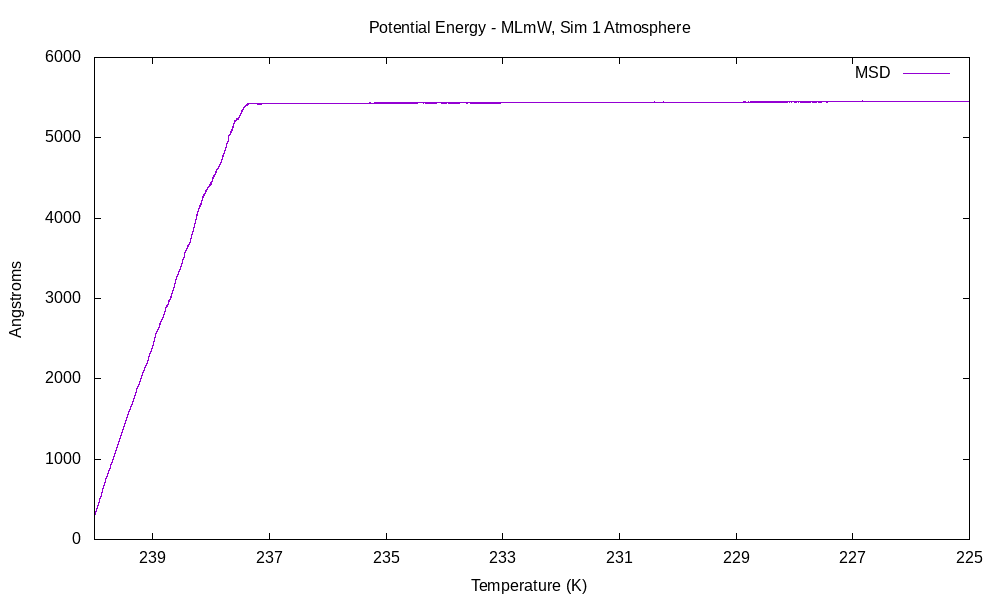 Potential Energy - MLmW, Sim 1 Atmosphere
MSD
6000
5000
4000
3000
2000
1000
0
Angstroms
239 237 235 233 231 229 227 225
Temperature (K)